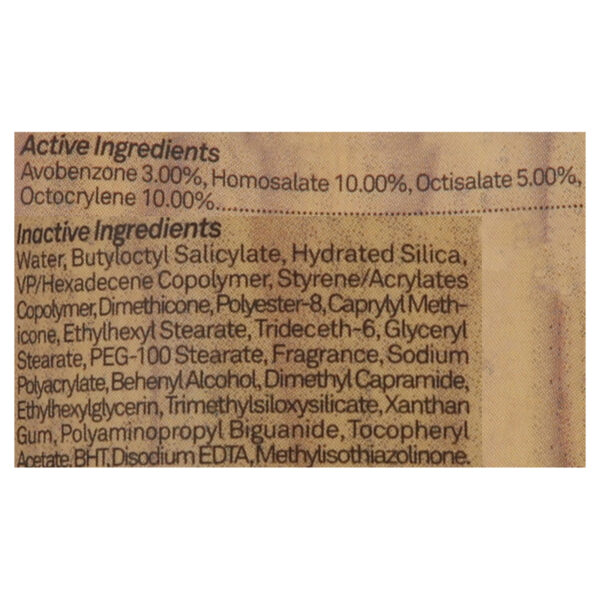 Active Ingredients
Avobenzone 3.00%, Homosalate 10.00%, Octisalate 5.00%,
Octocrylene 10.00%..............................................................
Inactive Ingredients
Water, Butyloctyl Salicylate, Hydrated Silica,
VP/Hexadecene Copolymer, Styrene/Acrylates
Copolymer, Dimethicone, Polyester-8, Caprylyl Meth-
icone, Ethylhexyl Stearate, Trideceth-6, Glyceryl
Stearate, PEG-100 Stearate, Fragrance, Sodium
Polyacrylate, Behenyl Alcohol, Dimethyl Capramide,
Ethylhexylglycerin, Trimethylsiloxysilicate, Xanthan
Gum, Polyaminopropyl Biguanide, Tocopheryl
Acetate, BHT, Disodium EDTA, Methylisothiazolinone.